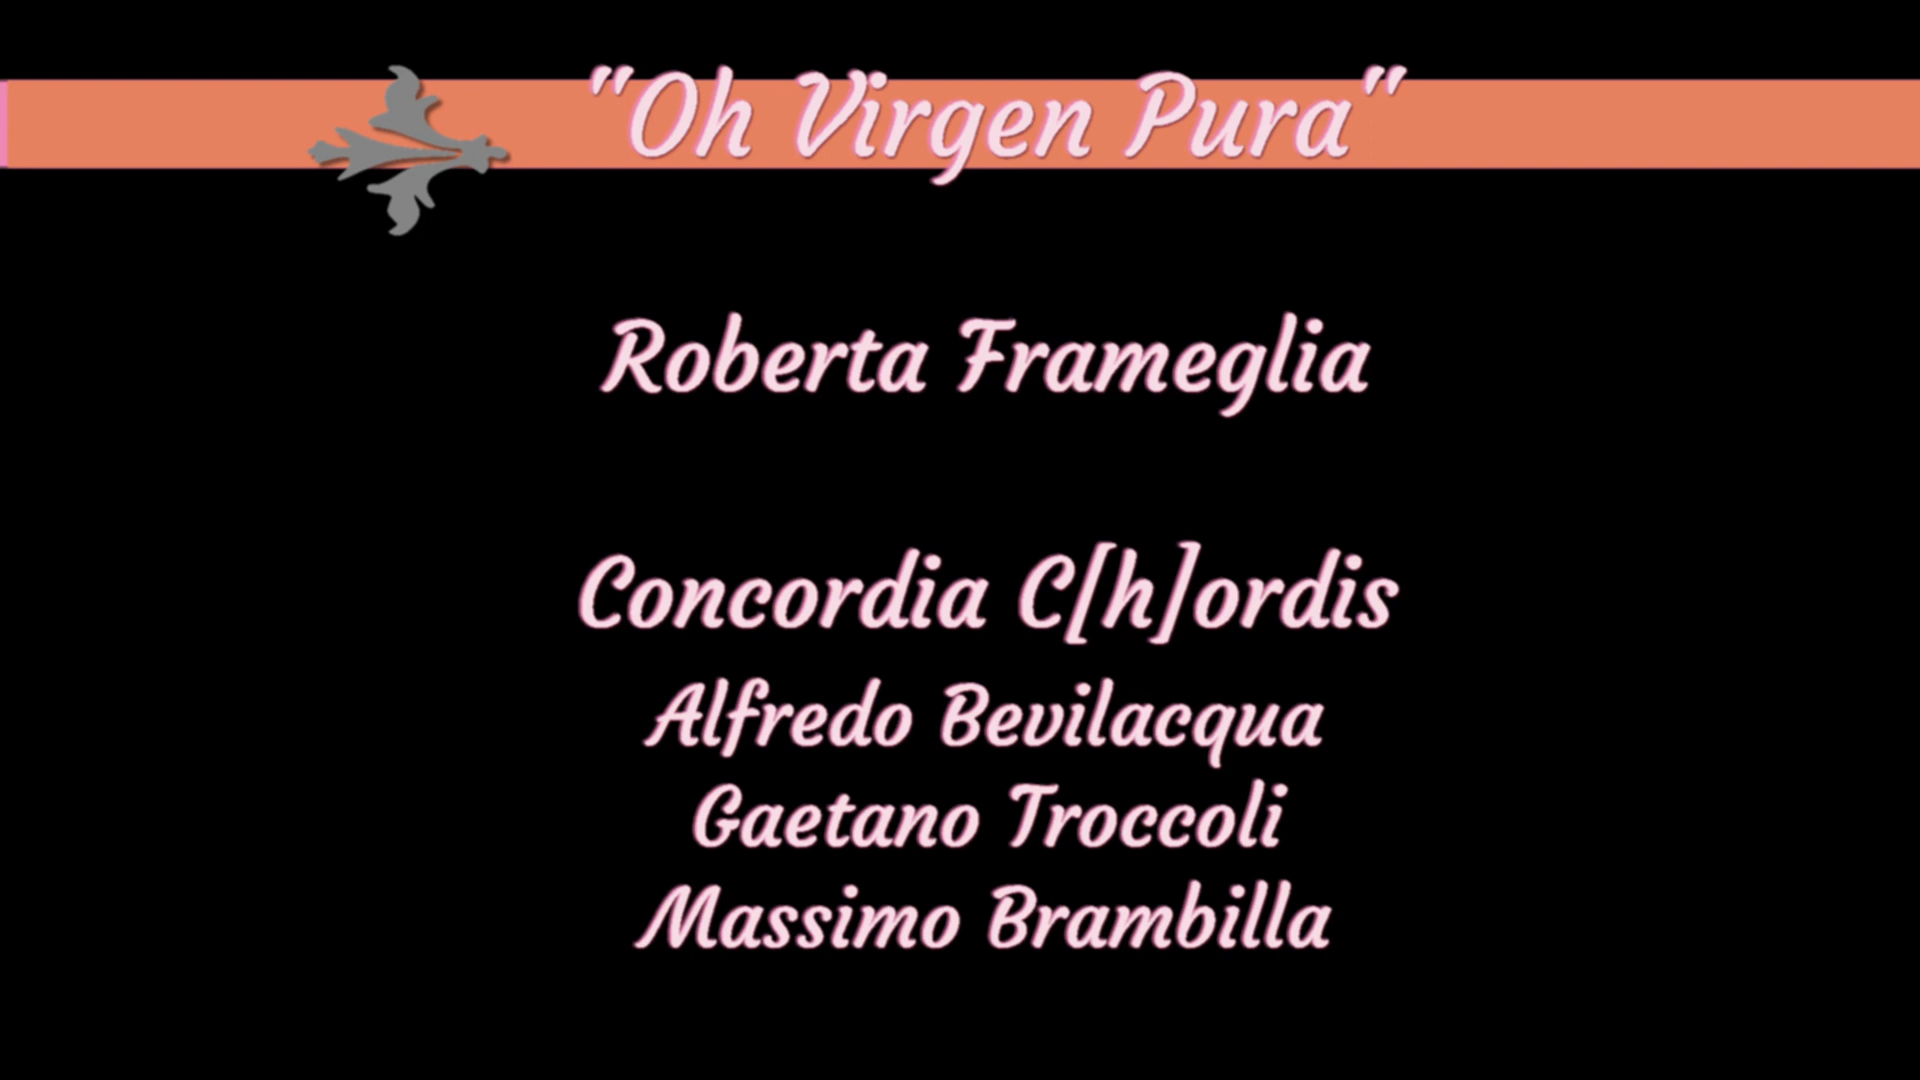 "Oh Virgen Pura"
Roberta Frameglia
Concordia C[h]ordis
Alfredo Bevilacqua
Gaetano Troccoli
Massimo Brambilla